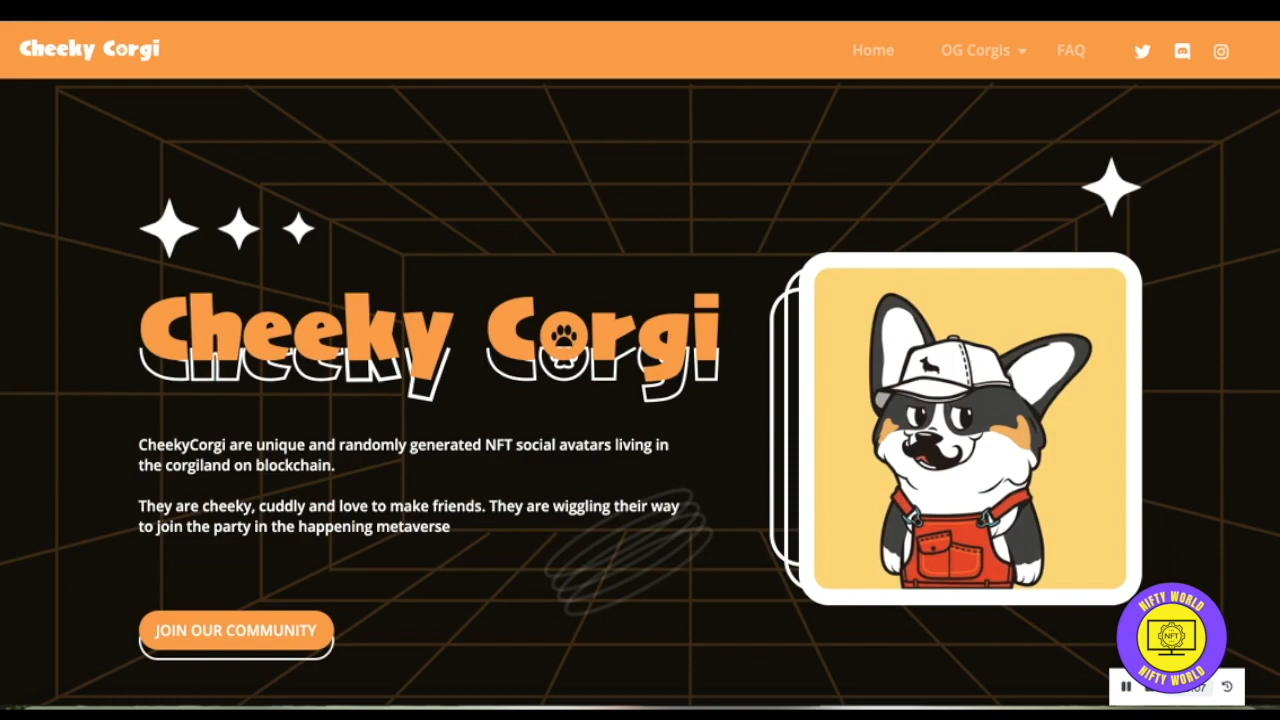 Cheeky Corgi
Home
OG Corgis
FAQ
Cheeky Corgi
CheekyCorgi are unique and randomly generated NFT social avatars living in
the corgiland on blockchain.
They are cheeky, cuddly and love to make friends. They are wiggling their way
to join the party in the happening metaverse
JOIN OUR COMMUNITY
NIFTY WORLD
NFT
NIFTY WORLD